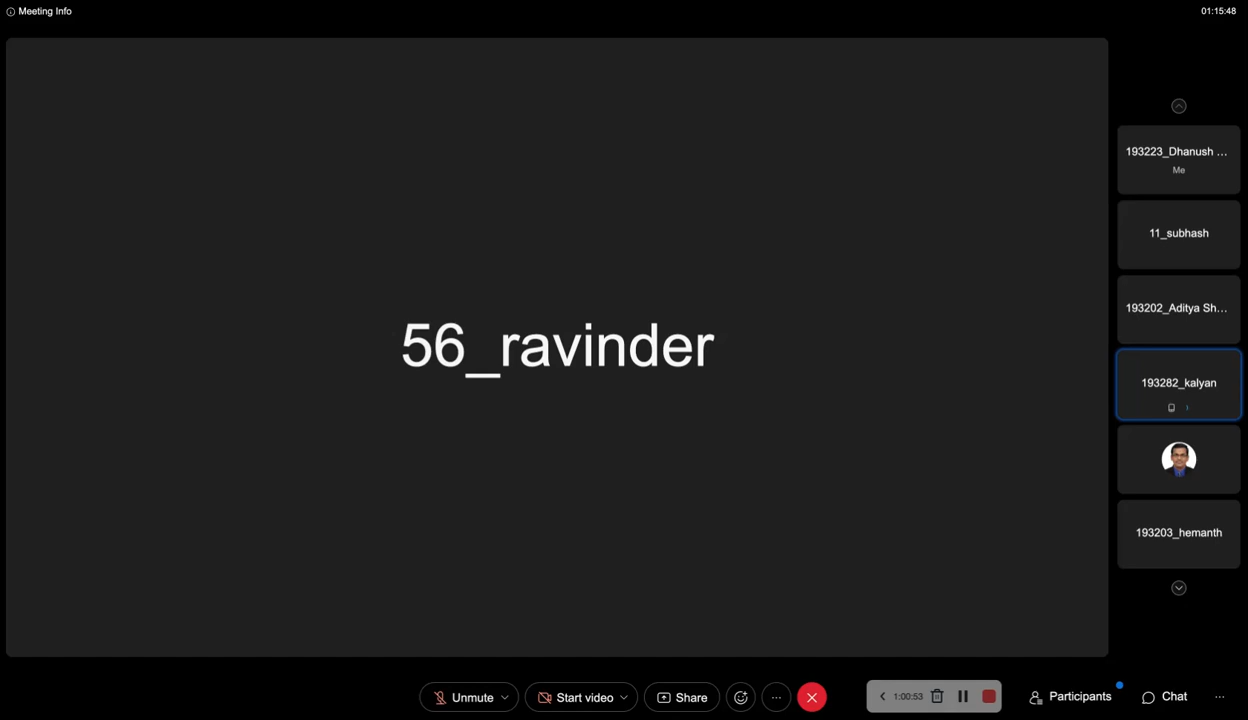 Meeting Info
01:15:48
56_ravinder
193223_Dhanush ...
Me
11_subhash
193202_Aditya Sh...
193282_kalyan
193203_hemanth
Unmute
Start video
Share
1:00:53
Participants
Chat